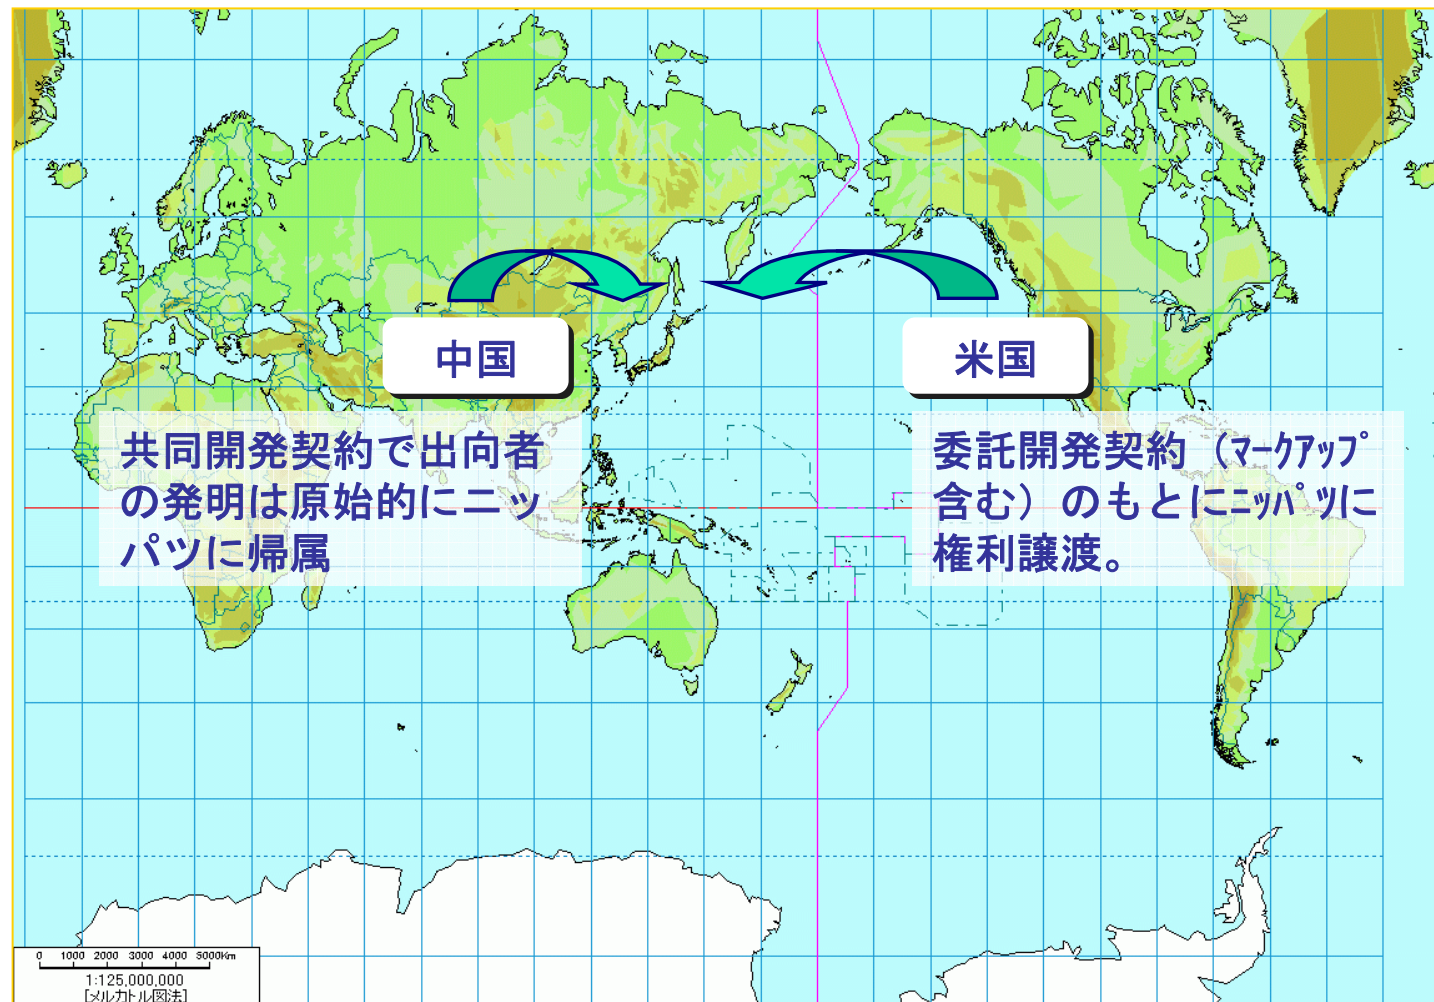 中国
米国
共同開発契約で出向者
の発明は原始的にニッ
パツに帰属
委託開発契約（ﾏｰｸｱｯﾌﾟ
含む）のもとにﾆｯﾊﾟﾂに
権利譲渡。
0 1000 2000 3000 4000 5000Km
1:125,000,000
[メルカトル図法]